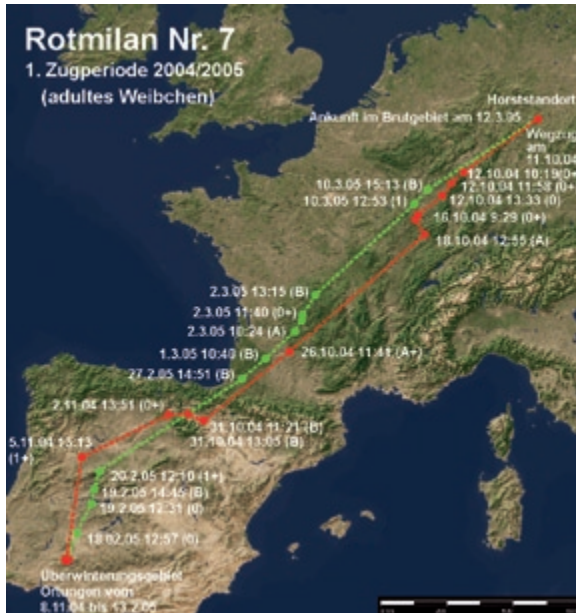 Rotmilan Nr. 7
1. Zugperiode 2004/2005
(adultes Weibchen)
Horststandort
Ankunft im Brutgebiet am 12.3.05
Wegzug
am
11.10.04
12.10.04 10:19 (0+)
10.3.05 15:13 (B)
12.10.04 11:58 (0+)
10.3.05 12:53 (1)
12.10.04 13:33 (0)
16.10.04 9:29 (0+)
18.10.04 12:55 (A)
2.3.05 13:15 (B)
2.3.05 11:40 (0+)
2.3.05 10:24 (A)
1.3.05 10:40 (B)
26.10.04 11:41 (A+)
27.2.05 14:51 (B)
2.11.04 13:51 (0+)
31.10.04 11:21 (B)
31.10.04 13:05 (B)
5.11.04 15:13
(1+)
20.2.05 12:10 (1+)
19.2.05 14:45 (B)
19.2.05 12:31 (0)
18.02.05 12:57 (0)
Überwinterungsgebiet
Ortungen vom
8.11.04 bis 13.2.05